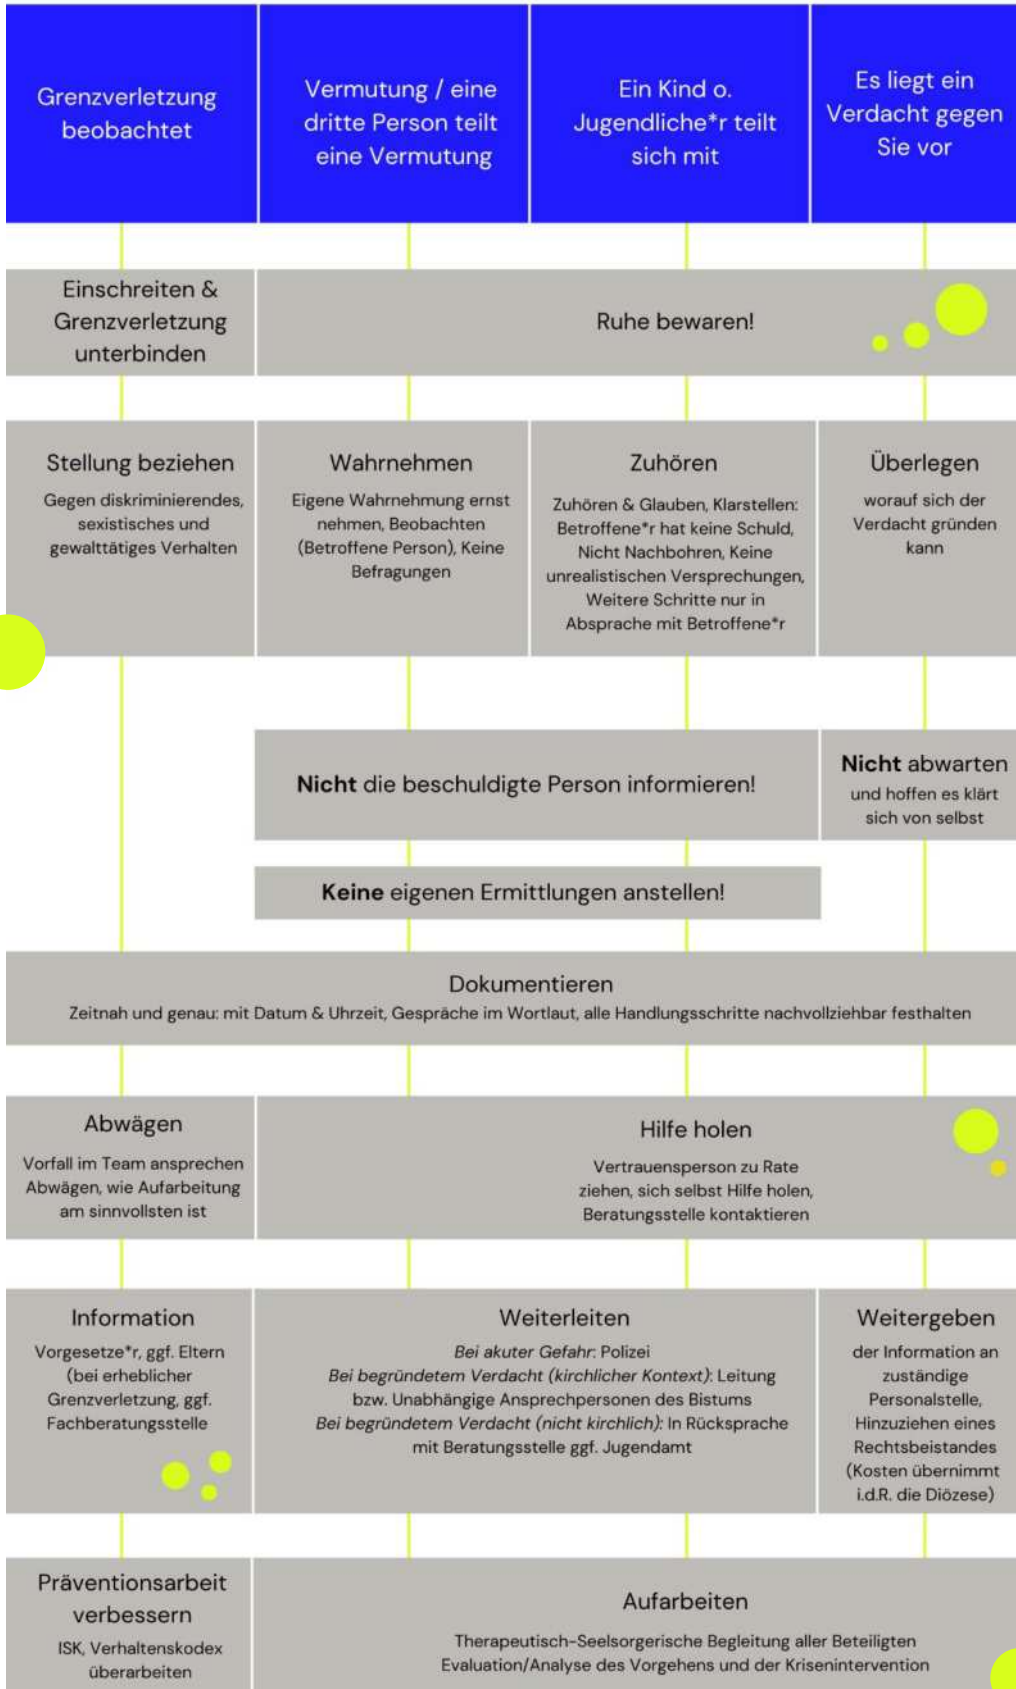 Grenzverletzung
beobachtet
Vermutung / eine
dritte Person teilt
eine Vermutung
Ein Kind o.
Jugendliche*r teilt
sich mit
Es liegt ein
Verdacht gegen
Sie vor
Einschreiten &
Grenzverletzung
unterbinden
Ruhe bewaren!
Stellung beziehen
Gegen diskriminierendes,
sexistisches und
gewalttätiges Verhalten
Wahrnehmen
Eigene Wahrnehmung ernst
nehmen, Beobachten
(Betroffene Person), Keine
Befragungen
Zuhören
Zuhören & Glauben, Klarstellen:
Betroffene*r hat keine Schuld,
Nicht Nachbohren, Keine
unrealistischen Versprechungen,
Weitere Schritte nur in
Absprache mit Betroffene*r
Überlegen
worauf sich der
Verdacht gründen
kann
Nicht die beschuldigte Person informieren!
Nicht abwarten
und hoffen es klärt
sich von selbst
Keine eigenen Ermittlungen anstellen!
Dokumentieren
Zeitnah und genau: mit Datum & Uhrzeit, Gespräche im Wortlaut, alle Handlungsschritte nachvollziehbar festhalten
Abwägen
Vorfall im Team ansprechen
Abwägen, wie Aufarbeitung
am sinnvollsten ist
Hilfe holen
Vertrauensperson zu Rate
ziehen, sich selbst Hilfe holen,
Beratungsstelle kontaktieren
Information
Vorgesetze*r, ggf. Eltern
(bei erheblicher
Grenzverletzung, ggf.
Fachberatungsstelle
Weiterleiten
Bei akuter Gefahr: Polizei
Bei begründetem Verdacht (kirchlicher Kontext): Leitung
bzw. Unabhängige Ansprechpersonen des Bistums
Bei begründetem Verdacht (nicht kirchlich): In Rücksprache
mit Beratungsstelle ggf. Jugendamt
Weitergeben
der Information an
zuständige
Personalstelle,
Hinzuziehen eines
Rechtsbeistandes
(Kosten übernimmt
i.d.R. die Diözese)
Präventionsarbeit
verbessern
ISK, Verhaltenskodex
überarbeiten
Aufarbeiten
Therapeutisch-Seelsorgerische Begleitung aller Beteiligten
Evaluation/Analyse des Vorgehens und der Krisenintervention